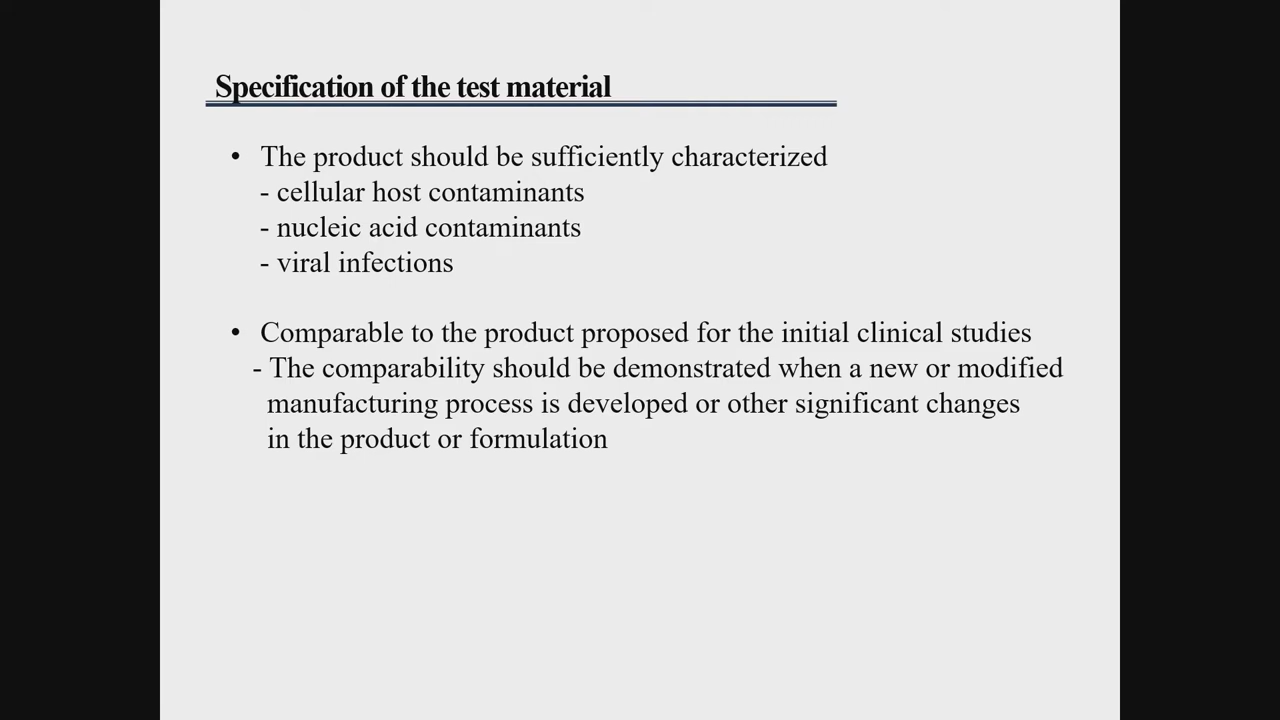 Specification of the test material
• The product should be sufficiently characterized
- cellular host contaminants
- nucleic acid contaminants
- viral infections
• Comparable to the product proposed for the initial clinical studies
- The comparability should be demonstrated when a new or modified
manufacturing process is developed or other significant changes
in the product or formulation